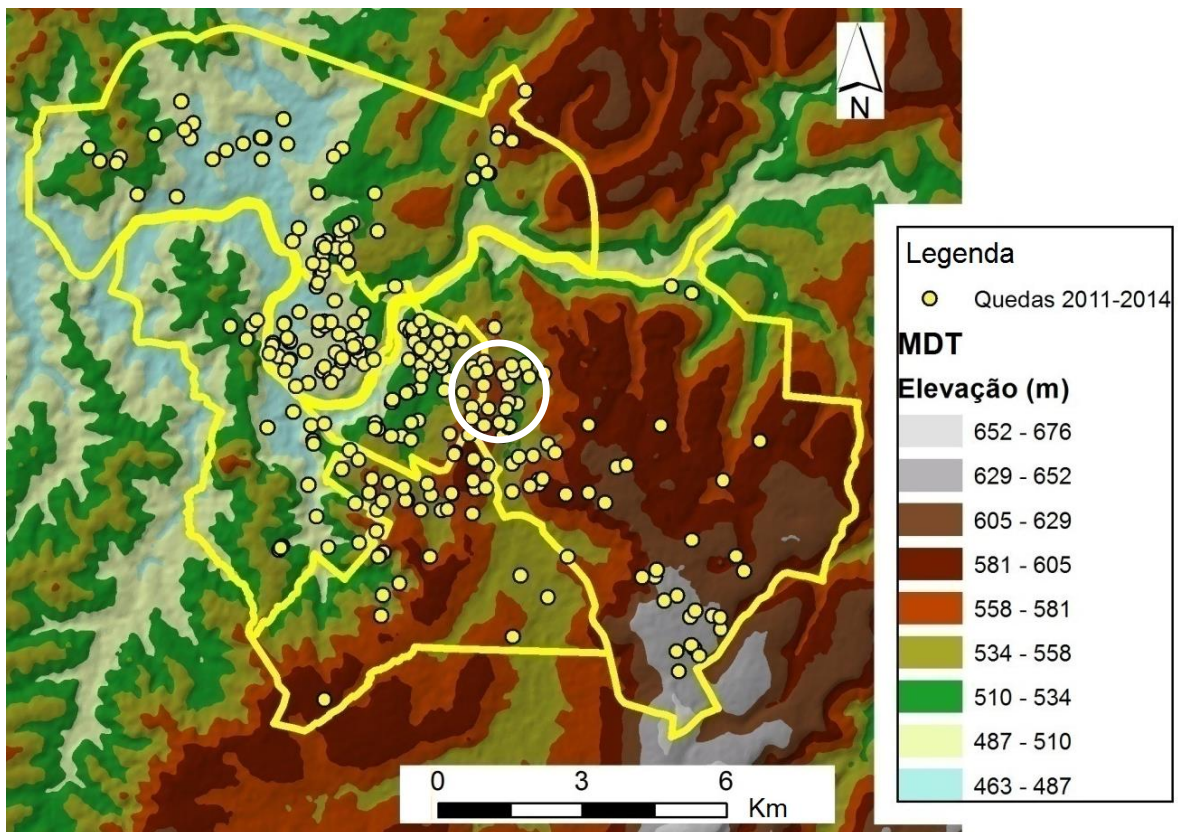 N
Legenda
Quedas 2011-2014
MDT
Elevação (m)
652 - 676
629 - 652
605 - 629
581 - 605
558 - 581
534 - 558
510 - 534
487 - 510
463 - 487
0 3 6
Km